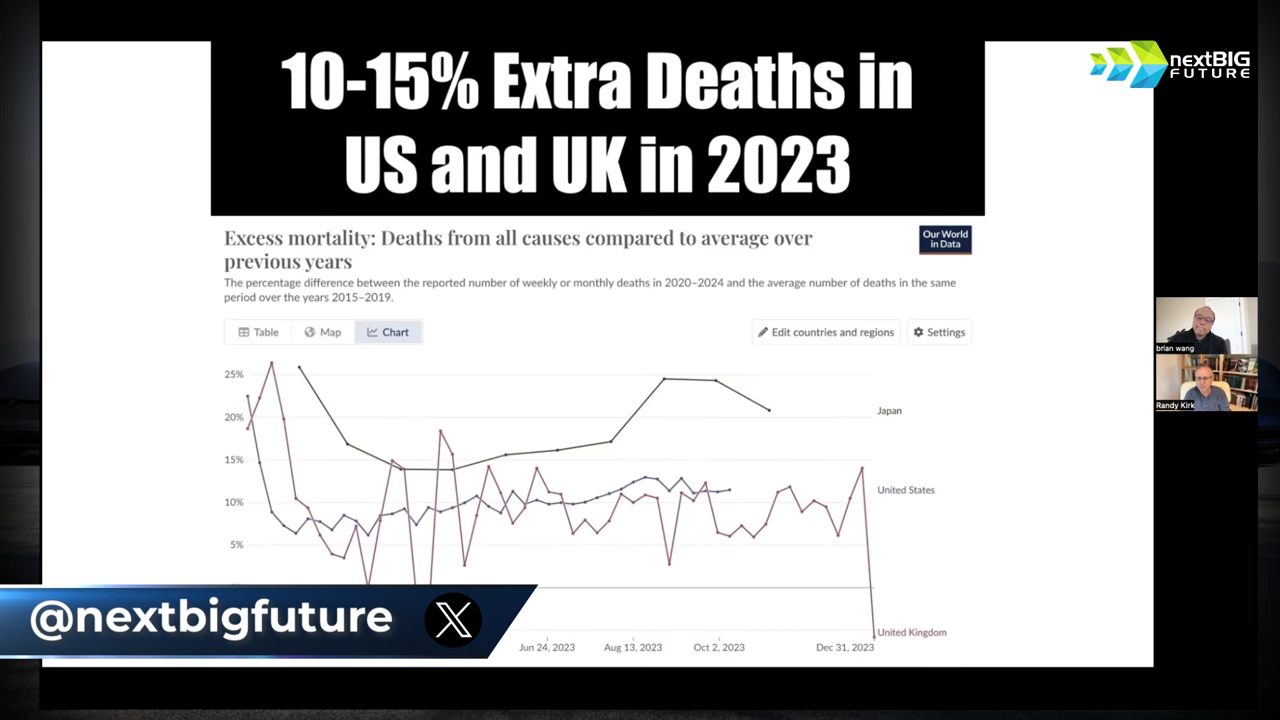 10-15% Extra Deaths in
US and UK in 2023
nextBIG
FUTURE
Excess mortality: Deaths from all causes compared to average over
previous years
Our World
in Data
The percentage difference between the reported number of weekly or monthly deaths in 2020–2024 and the average number of deaths in the same
period over the years 2015–2019.
Table
Map
Chart
Edit countries and regions
Settings
25%
20%
15%
10%
5%
Japan
United States
United Kingdom
Jun 24, 2023
Aug 13, 2023
Oct 2, 2023
Dec 31, 2023
brian wang
Randy Kirk
@nextbigfuture
X